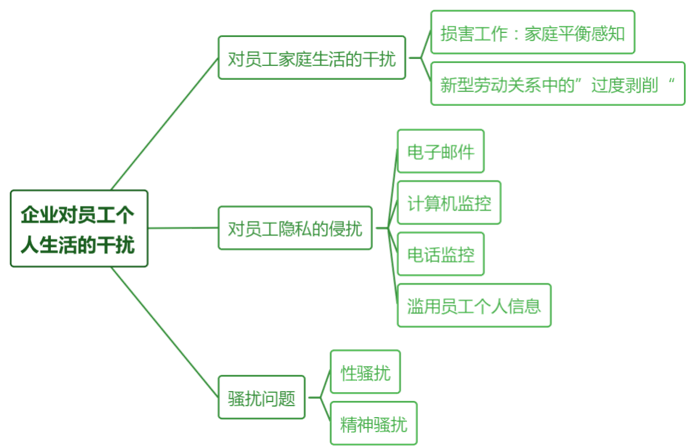 对员工家庭生活的干扰
损害工作：家庭平衡感知
新型劳动关系中的”过度剥削“
企业对员工个
人生活的干扰
对员工隐私的侵扰
电子邮件
计算机监控
电话监控
滥用员工个人信息
骚扰问题
性骚扰
精神骚扰